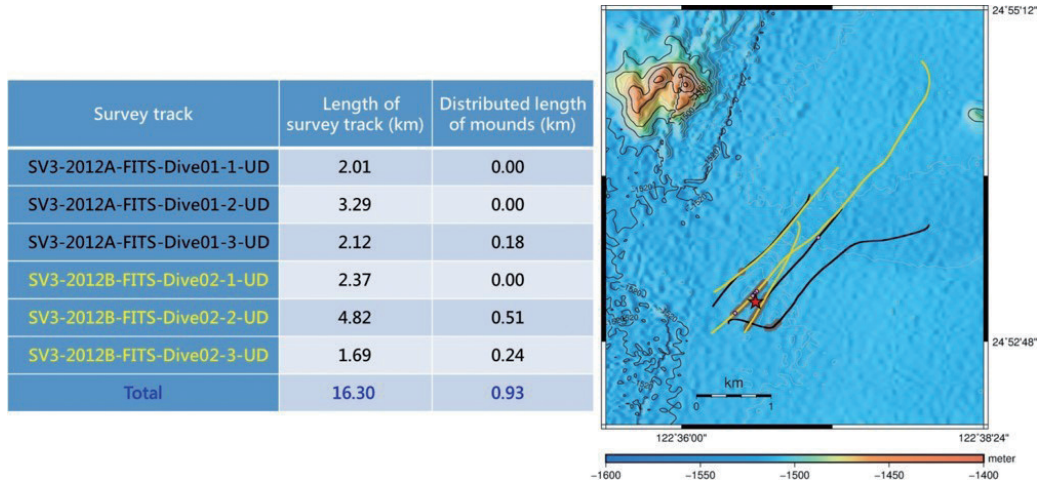 Survey track
Length of
survey track (km)
Distributed length
of mounds (km)
SV3-2012A-FITS-Dive01-1-UD 2.01 0.00
SV3-2012A-FITS-Dive01-2-UD 3.29 0.00
SV3-2012A-FITS-Dive01-3-UD 2.12 0.18
SV3-2012B-FITS-Dive02-1-UD 2.37 0.00
SV3-2012B-FITS-Dive02-2-UD 4.82 0.51
SV3-2012B-FITS-Dive02-3-UD 1.69 0.24
Total 16.30 0.93
24˚55'12"
24˚52'48"
km
0 1
122˚36'00" 122˚38'24"
meter
−1600 −1550 −1500 −1450 −1400